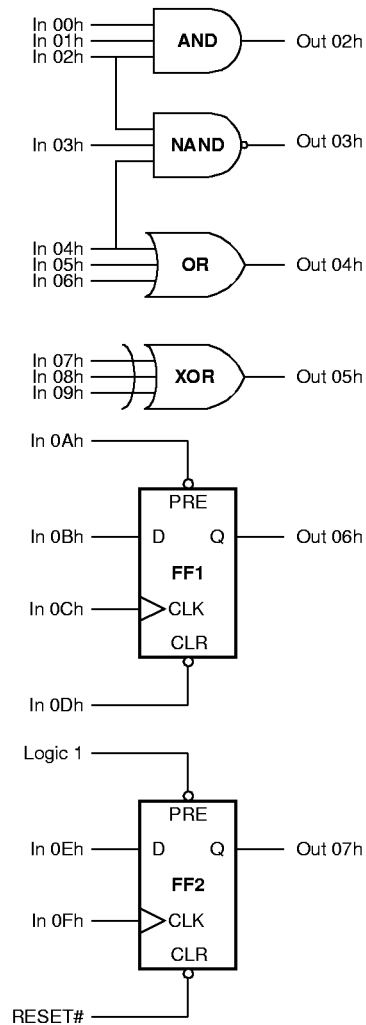 In 00h
In 01h
In 02h
AND
Out 02h
In 03h
NAND
Out 03h
In 04h
In 05h
In 06h
OR
Out 04h
In 07h
In 08h
In 09h
XOR
Out 05h
In 0Ah
PRE
In 0Bh
D
Q
Out 06h
FF1
In 0Ch
CLK
CLR
In 0Dh
Logic 1
PRE
In 0Eh
D
Q
Out 07h
FF2
In 0Fh
CLK
CLR
RESET#